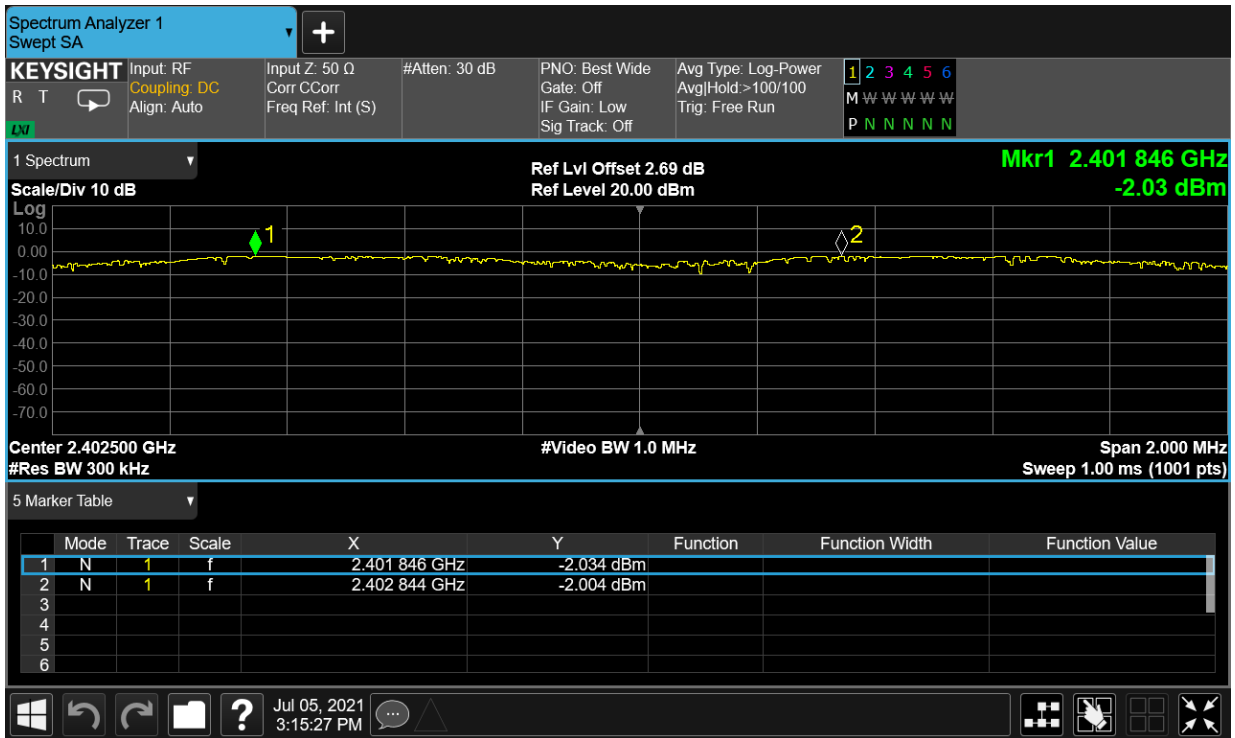 Spectrum Analyzer 1
Swept SA
+
KEYSIGHT
R T
LXI
Input: RF
Coupling: DC
Align: Auto
Input Z: 50 Ω
Corr CCorr
Freq Ref: Int (S)
#Atten: 30 dB
PNO: Best Wide
Gate: Off
IF Gain: Low
Sig Track: Off
Avg Type: Log-Power
Avg|Hold:>100/100
Trig: Free Run
1 2 3 4 5 6
M W W W W W
P N N N N N
1 Spectrum
Scale/Div 10 dB
Ref Lvl Offset 2.69 dB
Ref Level 20.00 dBm
Mkr1 2.401 846 GHz
-2.03 dBm
Log
10.0
0.00
-10.0
-20.0
-30.0
-40.0
-50.0
-60.0
-70.0
1
2
Center 2.402500 GHz
#Video BW 1.0 MHz
Span 2.000 MHz
#Res BW 300 kHz
Sweep 1.00 ms (1001 pts)
5 Marker Table
Mode Trace Scale X Y Function Function Width Function Value
1 N 1 f 2.401 846 GHz -2.034 dBm
2 N 1 f 2.402 844 GHz -2.004 dBm
3
4
5
6
?
Jul 05, 2021
3:15:27 PM